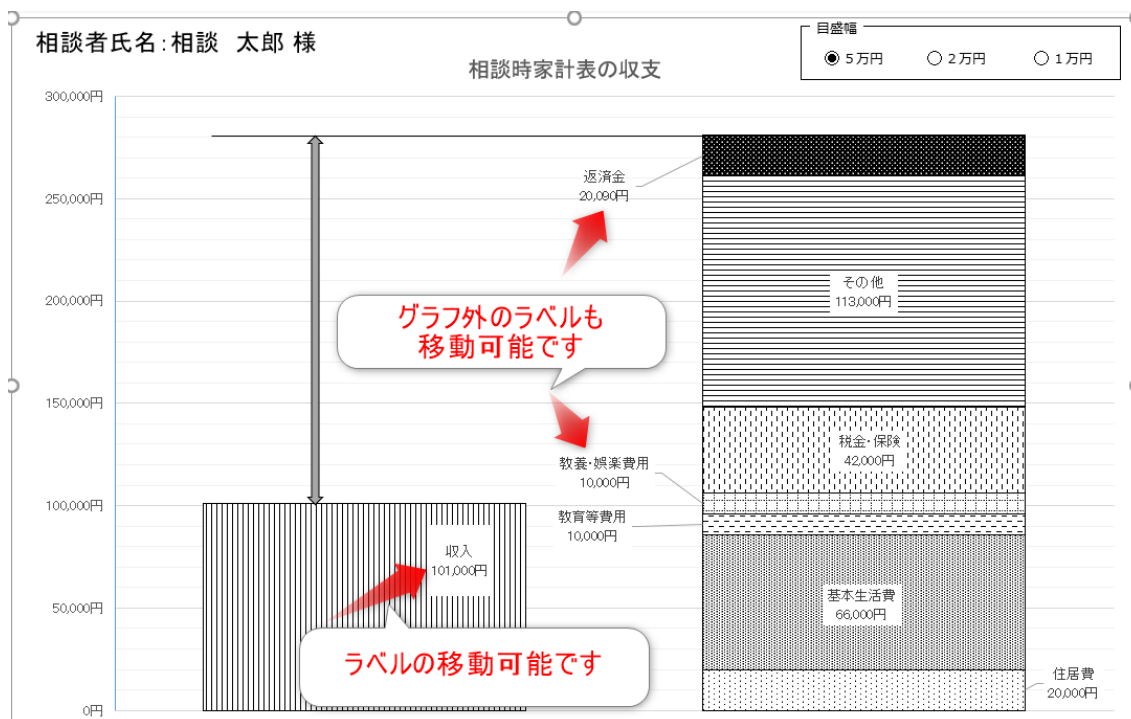 相談者氏名:相談 太郎 様
目盛幅
5万円 2万円 1万円
相談時家計表の収支
300,000円
250,000円
200,000円
150,000円
100,000円
50,000円
0円
返済金
20,090円
グラフ外のラベルも
移動可能です
その他
113,000円
税金・保険
42,000円
教養・娯楽費用
10,000円
教育等費用
10,000円
収入
101,000円
基本生活費
66,000円
ラベルの移動可能です
住居費
20,000円